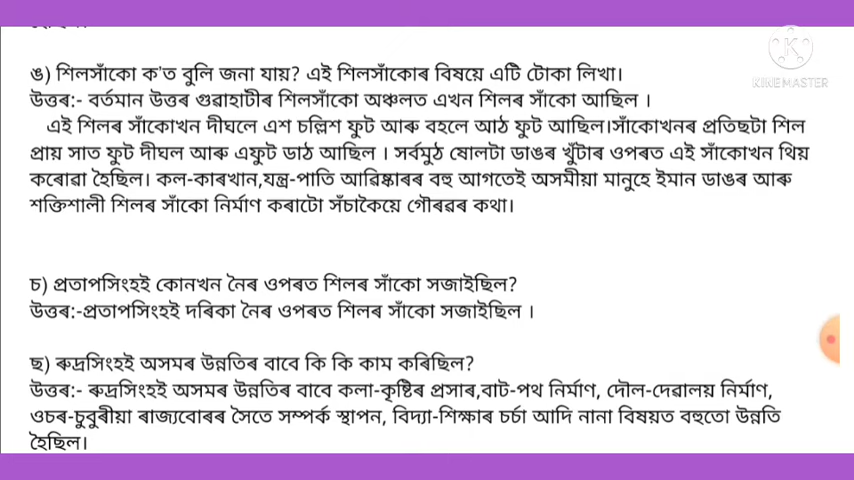 ঙ) শিলসাঁকো ক'ত বুলি জনা যায়? এই শিলসাঁকোৰ বিষয়ে এটি টোকা লিখা।
উত্তৰ:- বৰ্তমান উত্তৰ গুৱাহাটীৰ শিলসাঁকো অঞ্চলত এখন শিলৰ সাঁকো আছিল ।
এই শিলৰ সাঁকোখন দীঘলে এশ চল্লিশ ফুট আৰু বহলে আঠ ফুট আছিল।সাঁকোখনৰ প্ৰতিছটা শিল
প্ৰায় সাত ফুট দীঘল আৰু এফুট ডাঠ আছিল । সৰ্বমুঠ ষোলটা ডাঙৰ খুঁটাৰ ওপৰত এই সাঁকোখন থিয়
কৰোৱা হৈছিল। কল-কাৰখান,যন্ত্ৰ-পাতি আৱিষ্কাৰৰ বহু আগতেই অসমীয়া মানুহে ইমান ডাঙৰ আৰু
শক্তিশালী শিলৰ সাঁকো নিৰ্মাণ কৰাটো সঁচাকৈয়ে গৌৰৱৰ কথা।
চ) প্ৰতাপসিংহই কোনখন নৈৰ ওপৰত শিলৰ সাঁকো সজাইছিল?
উত্তৰ:-প্ৰতাপসিংহই দৰিকা নৈৰ ওপৰত শিলৰ সাঁকো সজাইছিল ।
ছ) ৰুদ্ৰসিংহই অসমৰ উন্নতিৰ বাবে কি কি কাম কৰিছিল?
উত্তৰ:- ৰুদ্ৰসিংহই অসমৰ উন্নতিৰ বাবে কলা-কৃষ্টিৰ প্ৰসাৰ,বাট-পথ নিৰ্মাণ, দৌল-দেৱালয় নিৰ্মাণ,
ওচৰ-চুবুৰীয়া ৰাজ্যবোৰৰ সৈতে সম্পৰ্ক স্থাপন, বিদ্যা-শিক্ষাৰ চৰ্চা আদি নানা বিষয়ত বহুতো উন্নতি
হৈছিল।
KINEMASTER